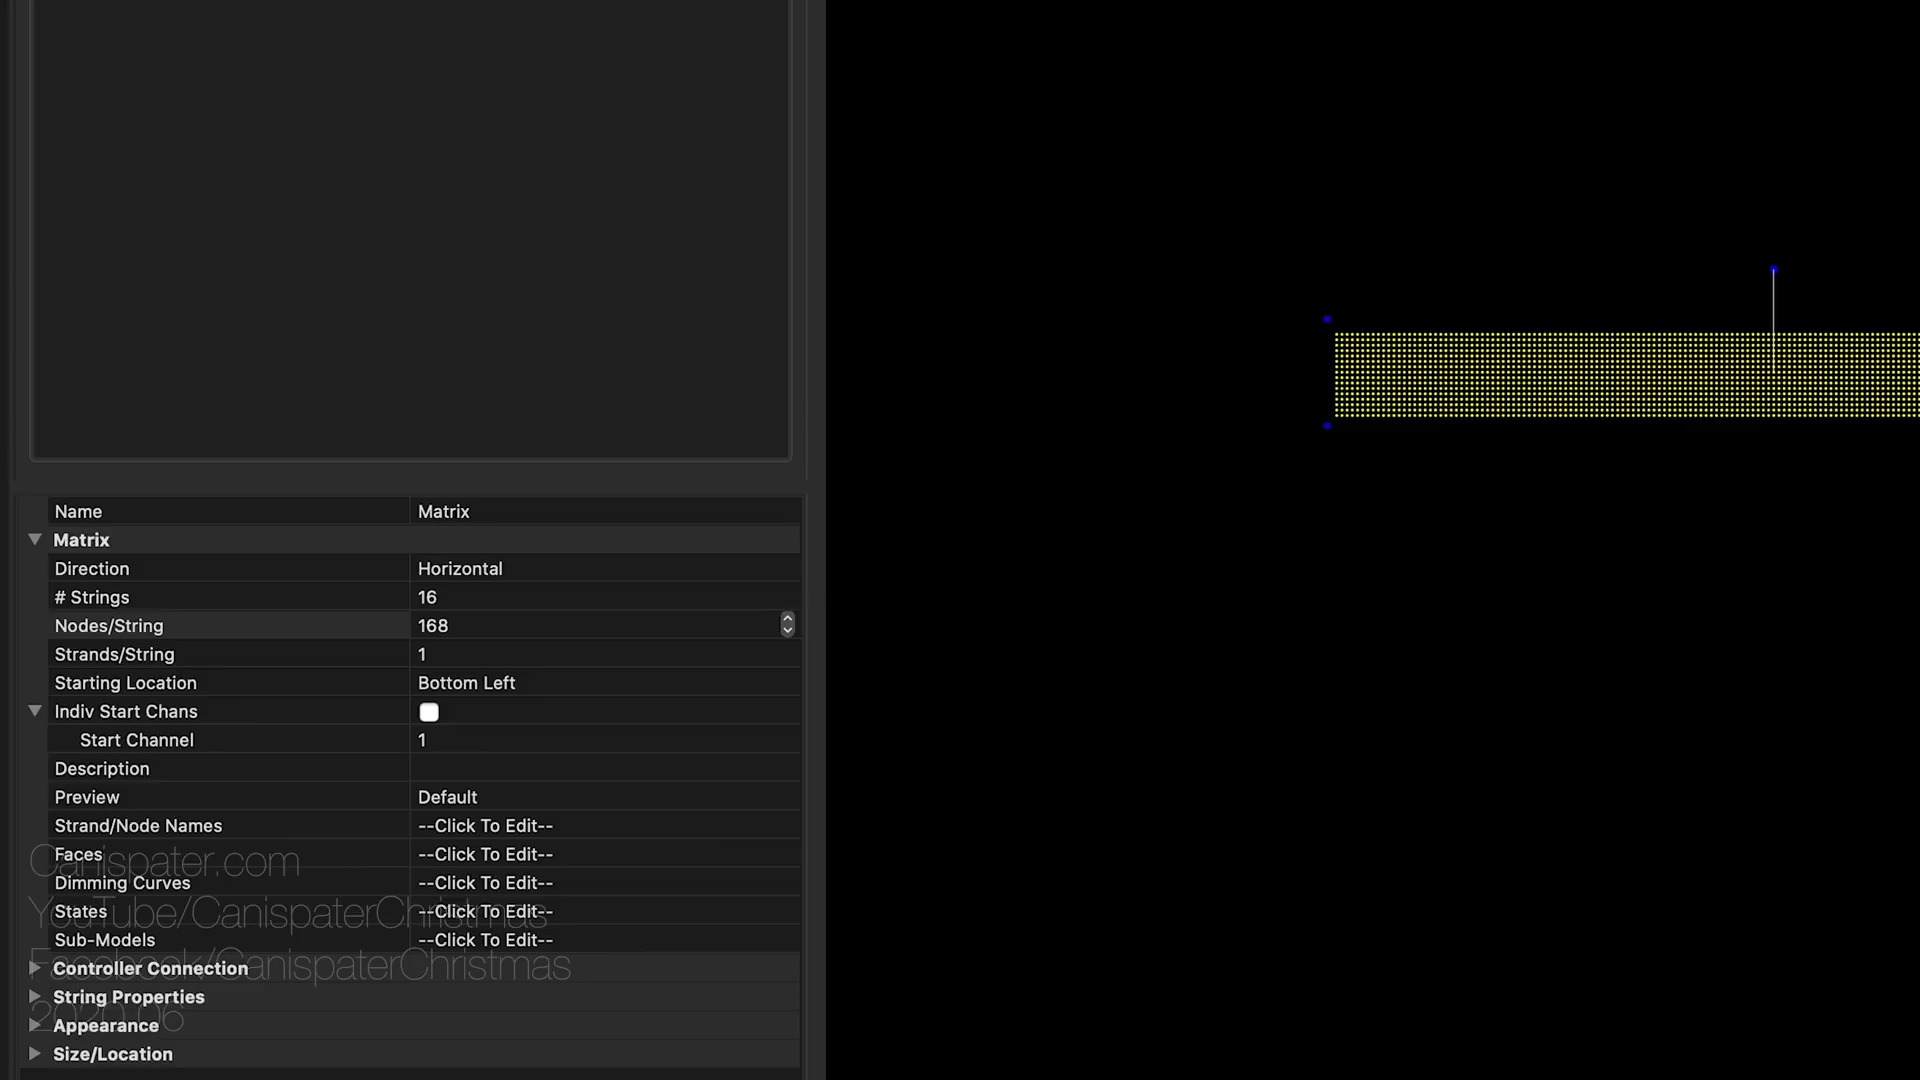 Name Matrix
Matrix
Direction Horizontal
# Strings 16
Nodes/String 168
Strands/String 1
Starting Location Bottom Left
Indiv Start Chans
Start Channel 1
Description
Preview Default
Strand/Node Names --Click To Edit--
Faces --Click To Edit--
Canispater.com
Dimming Curves --Click To Edit--
States --Click To Edit--
YouTube/CanispaterChristmas
Sub-Models --Click To Edit--
Facebook/CanispaterChristmas
Controller Connection
String Properties
2020.06
Appearance
Size/Location